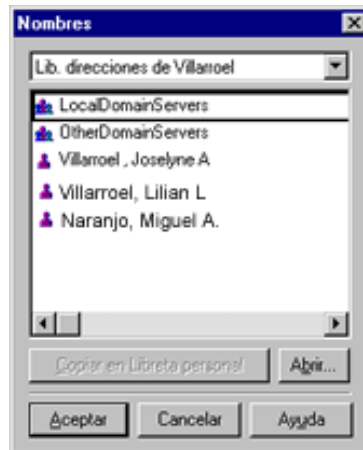 Nombres
Lib. direcciones de Villarroel
LocalDomainServers
OtherDomainServers
Villarroel , Joselyne A
Villarroel, Lilian L
Naranjo, Miguel A.
Copiar en Libreta personal
Abrir...
Aceptar
Cancelar
Ayuda